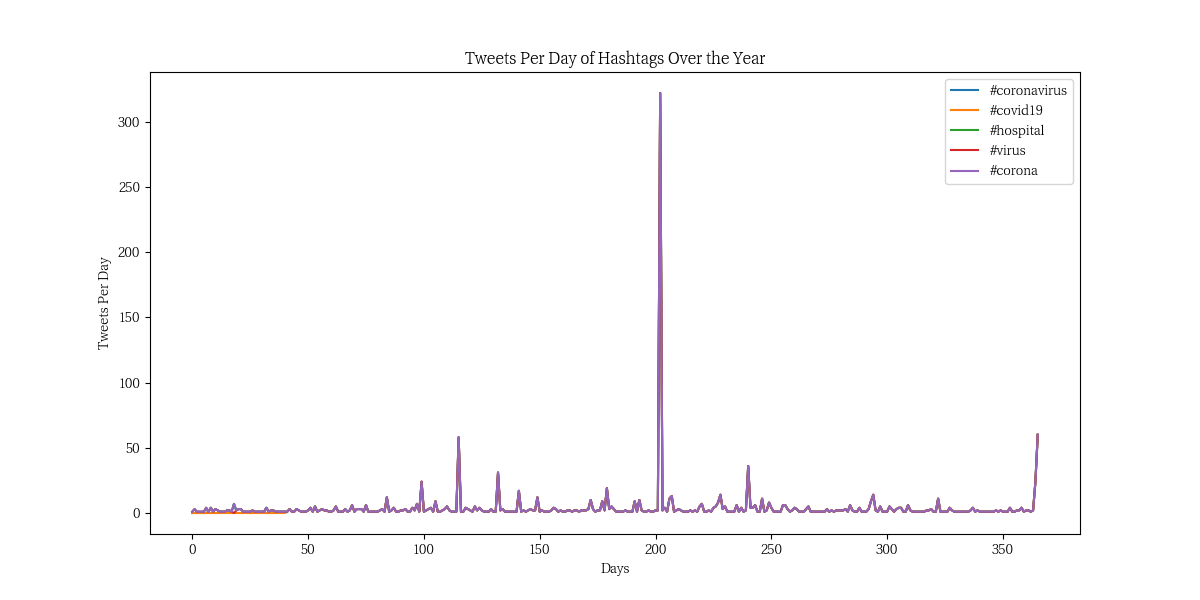 Tweets Per Day of Hashtags Over the Year
#coronavirus
#covid19
#hospital
#virus
#corona
Tweets Per Day
300
250
200
150
100
50
0
0 50 100 150 200 250 300 350
Days